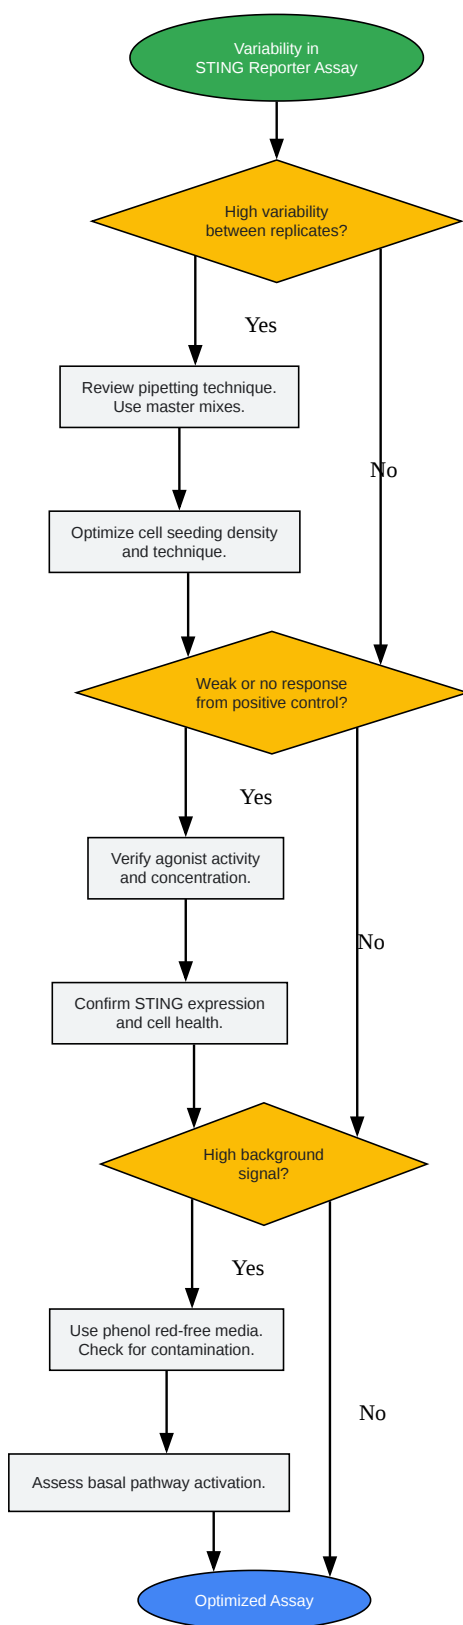 Variability in
STING Reporter Assay
High variability
between replicates?
Yes
Review pipetting technique.
Use master mixes.
No
Optimize cell seeding density
and technique.
Weak or no response
from positive control?
Yes
Verify agonist activity
and concentration.
No
Confirm STING expression
and cell health.
High background
signal?
Yes
Use phenol red-free media.
Check for contamination.
No
Assess basal pathway activation.
Optimized Assay